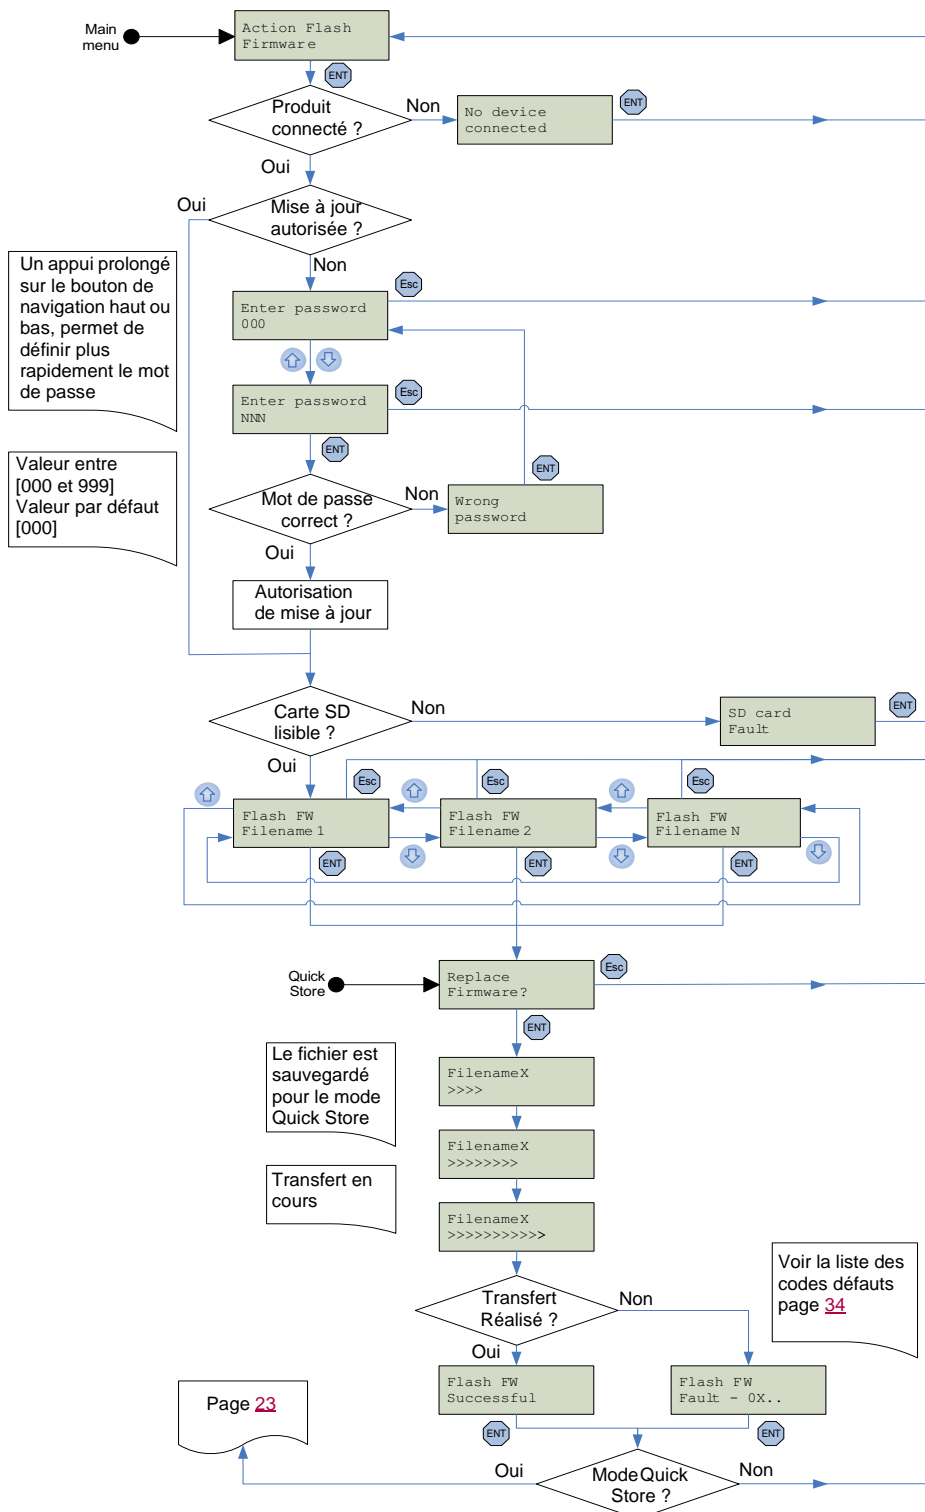 Main
menu
Action Flash
Firmware
ENT
Produit
connecté ?
Non
No device
connected
ENT
Oui
Oui
Mise à jour
autorisée ?
Non
Un appui prolongé
sur le bouton de
navigation haut ou
bas, permet de
définir plus
rapidement le mot
de passe
Esc
Enter password
000
Esc
Enter password
NNN
ENT
Valeur entre
[000 et 999]
Valeur par défaut
[000]
Mot de passe
correct ?
Non
ENT
Wrong
password
Oui
Autorisation
de mise à jour
Carte SD
lisible ?
Non
SD card
Fault
ENT
Oui
Esc
Esc
Esc
Flash FW
Filename 1
Flash FW
Filename 2
Flash FW
Filename N
ENT
ENT
ENT
Quick
Store
Replace
Firmware?
Esc
ENT
Le fichier est
sauvegardé
pour le mode
Quick Store
FilenameX
>>>>
FilenameX
>>>>>>>>
Transfert en
cours
FilenameX
>>>>>>>>>>>
Transfert
Réalisé ?
Non
Voir la liste des
codes défauts
page 34
Oui
Flash FW
Successful
Flash FW
Fault - 0X..
ENT
ENT
Page 23
Oui
Mode Quick
Store ?
Non